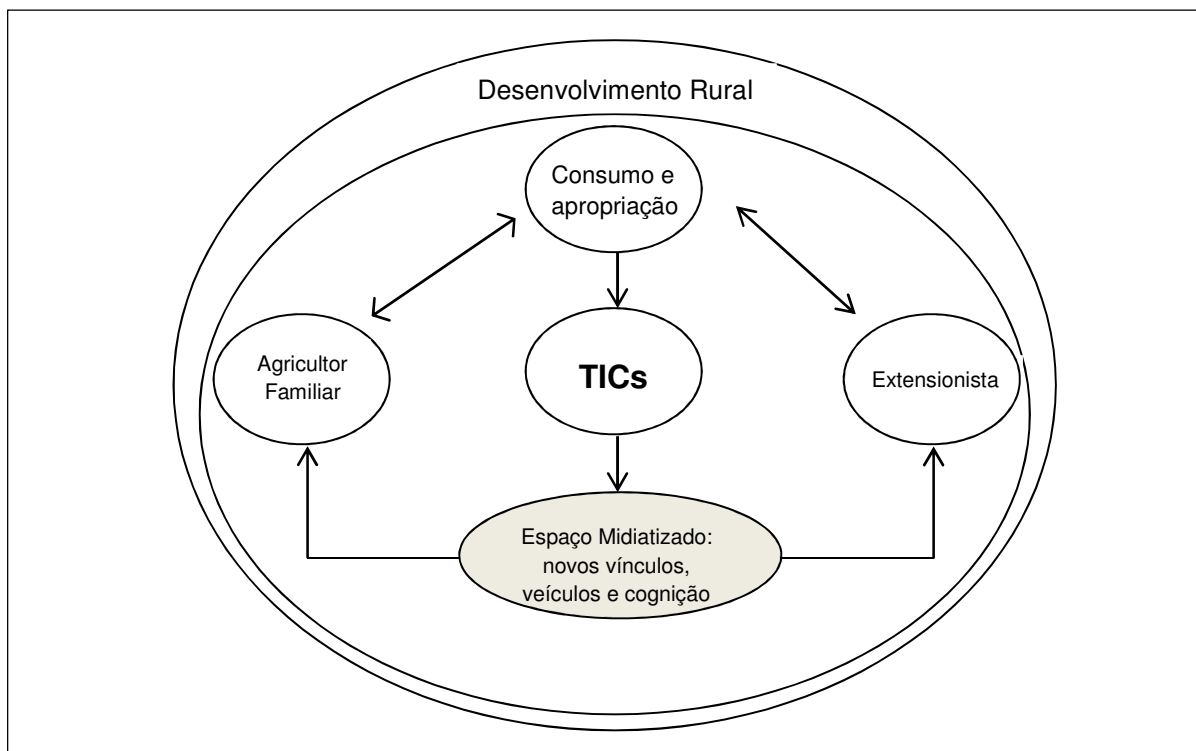 Desenvolvimento Rural
Consumo e
apropriação
Agricultor
Familiar
TICs
Extensionista
Espaço Midiatizado:
novos vínculos,
veículos e cognição